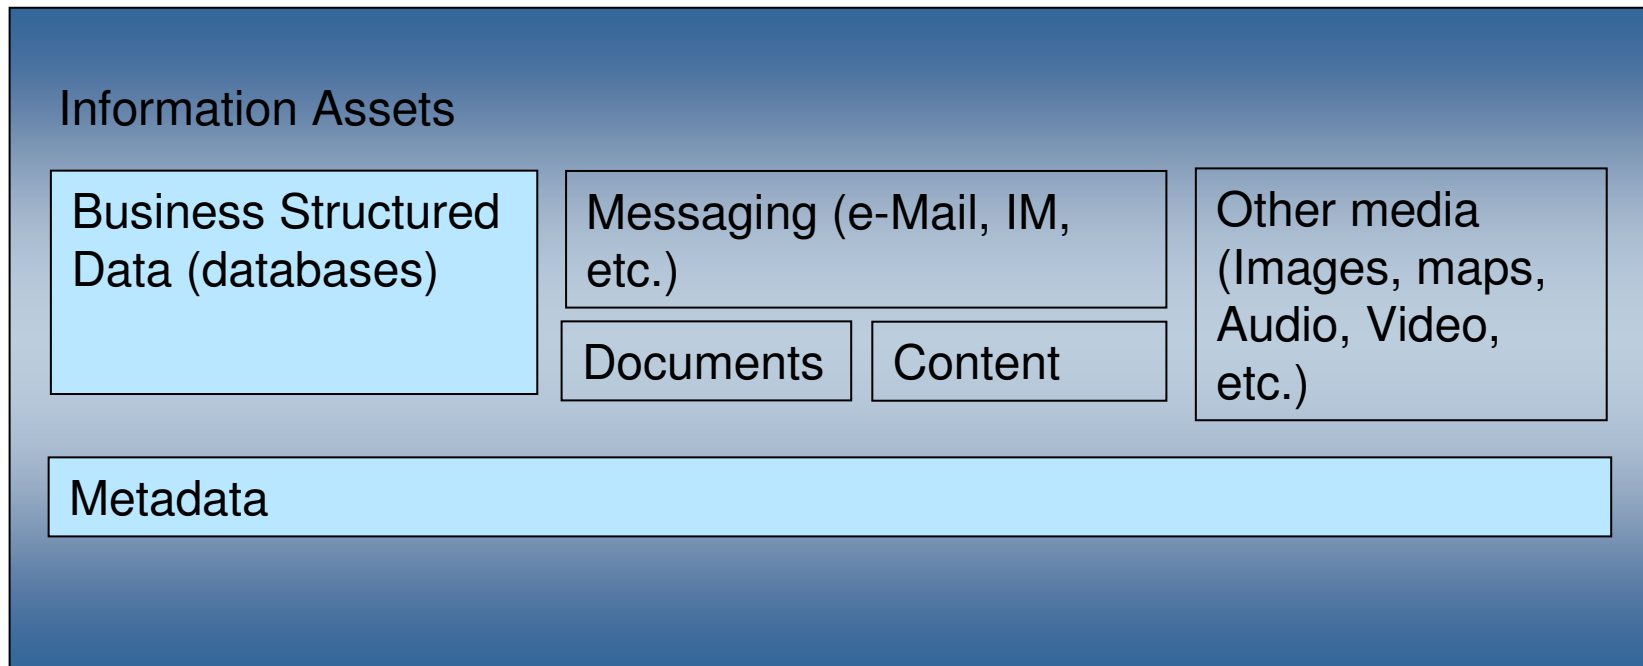 Information Assets
Business Structured
Data (databases)
Messaging (e-Mail, IM,
etc.)
Other media
(Images, maps,
Audio, Video,
etc.)
Documents
Content
Metadata